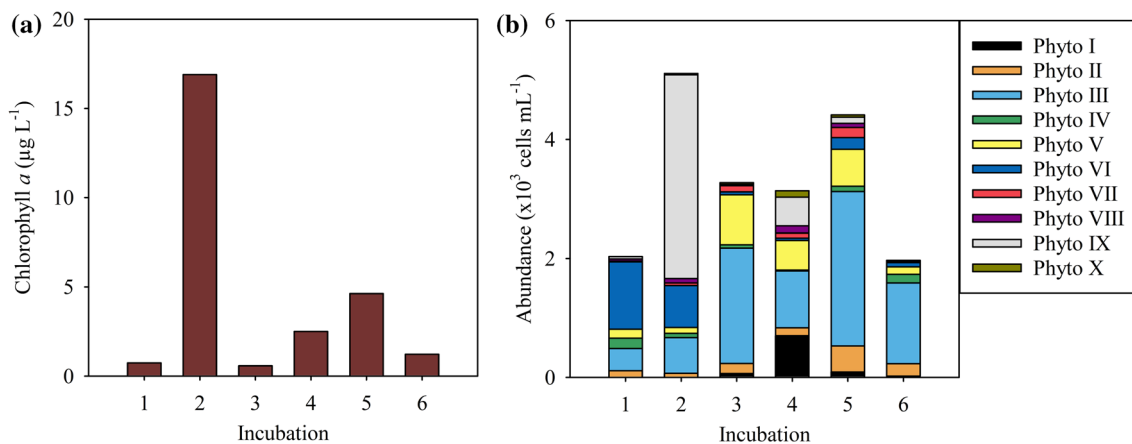 (a)
20
15
10
5
0
Chlorophyll a (µg L⁻¹)
1 2 3 4 5 6
Incubation
(b)
6
4
2
0
Abundance (x10³ cells mL⁻¹)
1 2 3 4 5 6
Incubation
Phyto I
Phyto II
Phyto III
Phyto IV
Phyto V
Phyto VI
Phyto VII
Phyto VIII
Phyto IX
Phyto X